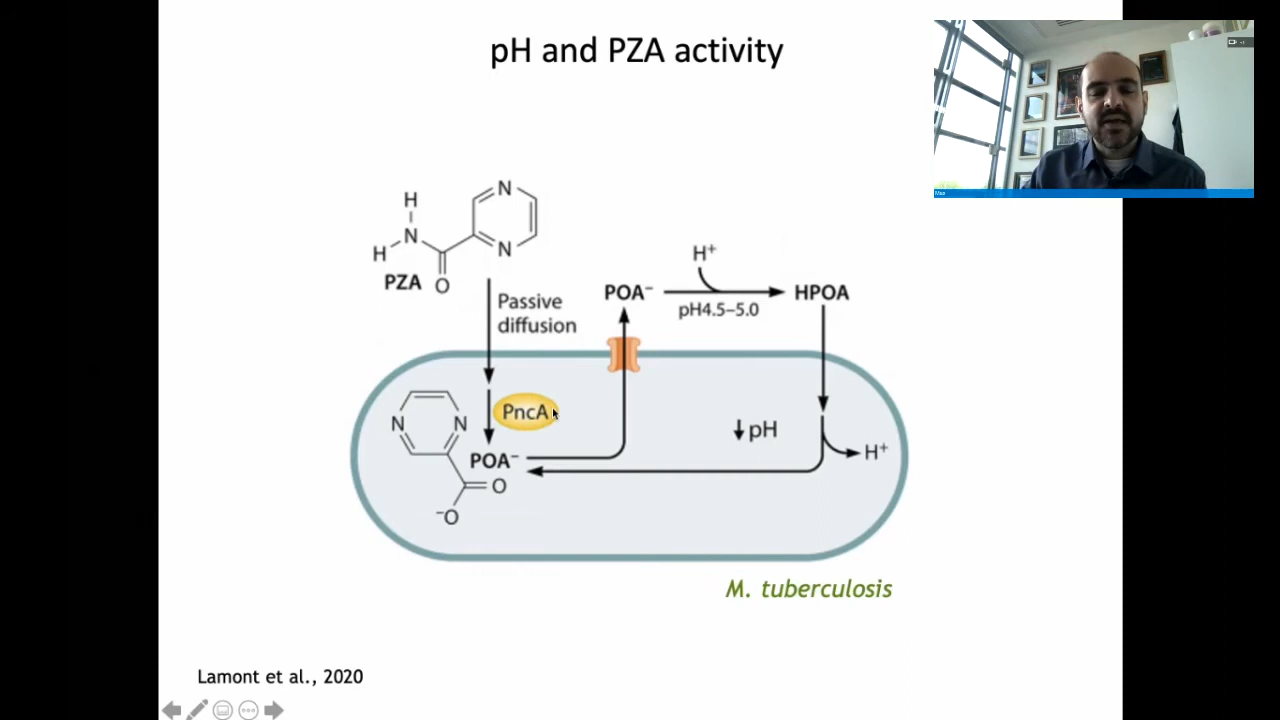 pH and PZA activity
H
N
H
N
N
PZA
O
Passive
diffusion
POA⁻
H⁺
pH4.5–5.0
HPOA
PncA
N
N
POA⁻
O
⁻O
↓pH
H⁺
M. tuberculosis
Lamont et al., 2020